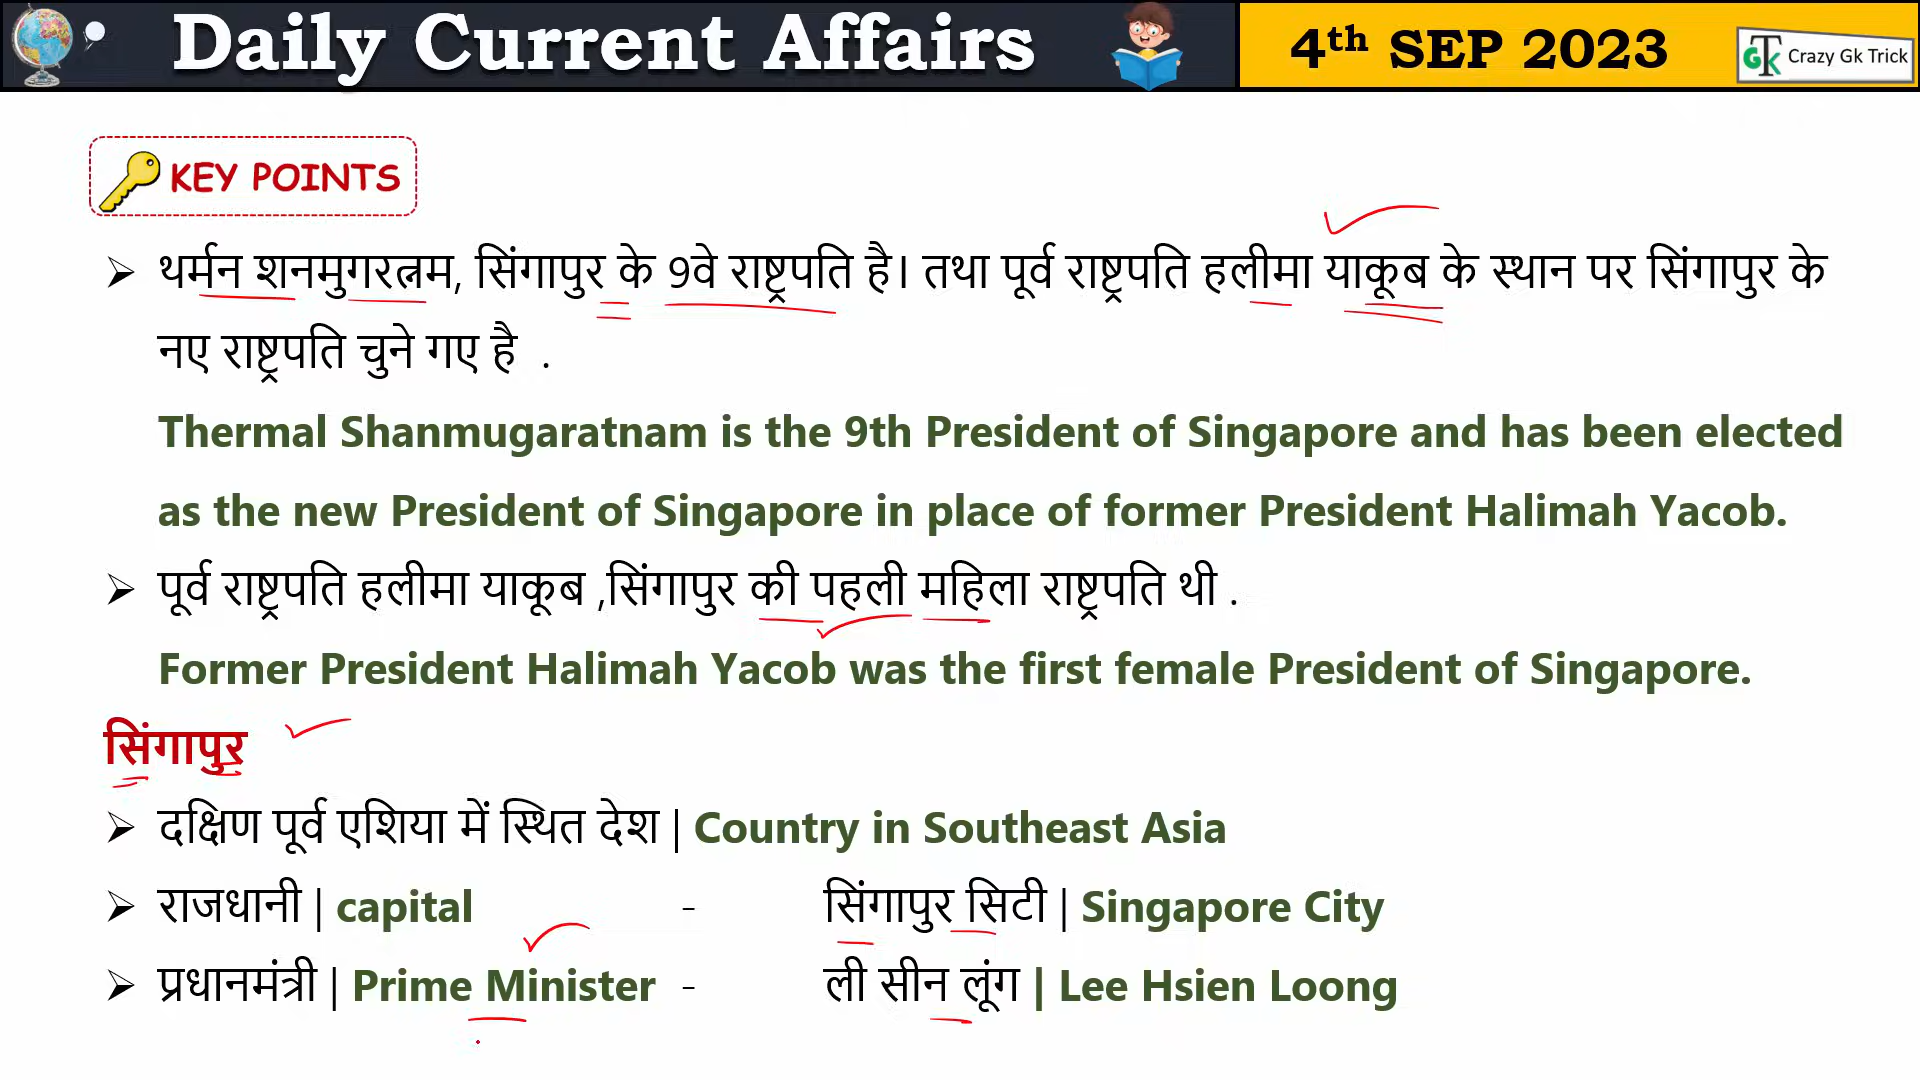 Daily Current Affairs
4th SEP 2023
GTK Crazy Gk Trick
KEY POINTS
थर्मन शनमुगरत्नम, सिंगापुर के 9वे राष्ट्रपति है। तथा पूर्व राष्ट्रपति हलीमा याकूब के स्थान पर सिंगापुर के
नए राष्ट्रपति चुने गए है .
Thermal Shanmugaratnam is the 9th President of Singapore and has been elected
as the new President of Singapore in place of former President Halimah Yacob.
पूर्व राष्ट्रपति हलीमा याकूब ,सिंगापुर की पहली महिला राष्ट्रपति थी .
Former President Halimah Yacob was the first female President of Singapore.
सिंगापुर
दक्षिण पूर्व एशिया में स्थित देश | Country in Southeast Asia
राजधानी | capital - सिंगापुर सिटी | Singapore City
प्रधानमंत्री | Prime Minister - ली सीन लूंग | Lee Hsien Loong